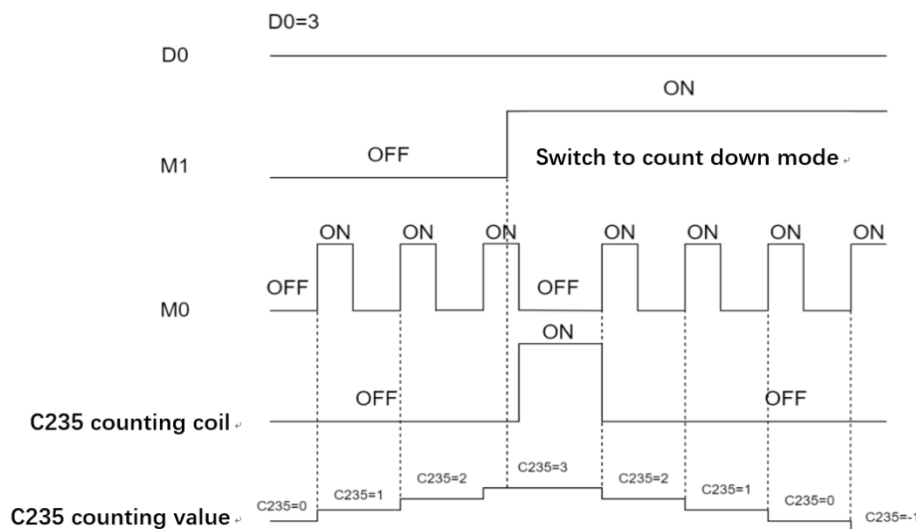 D0=3
D0
ON
M1 OFF Switch to count down mode
ON ON ON ON ON ON ON
OFF OFF
M0
ON
OFF OFF
C235 counting coil
C235=0 C235=1 C235=2 C235=3 C235=2 C235=1 C235=0 C235=-1
C235 counting value